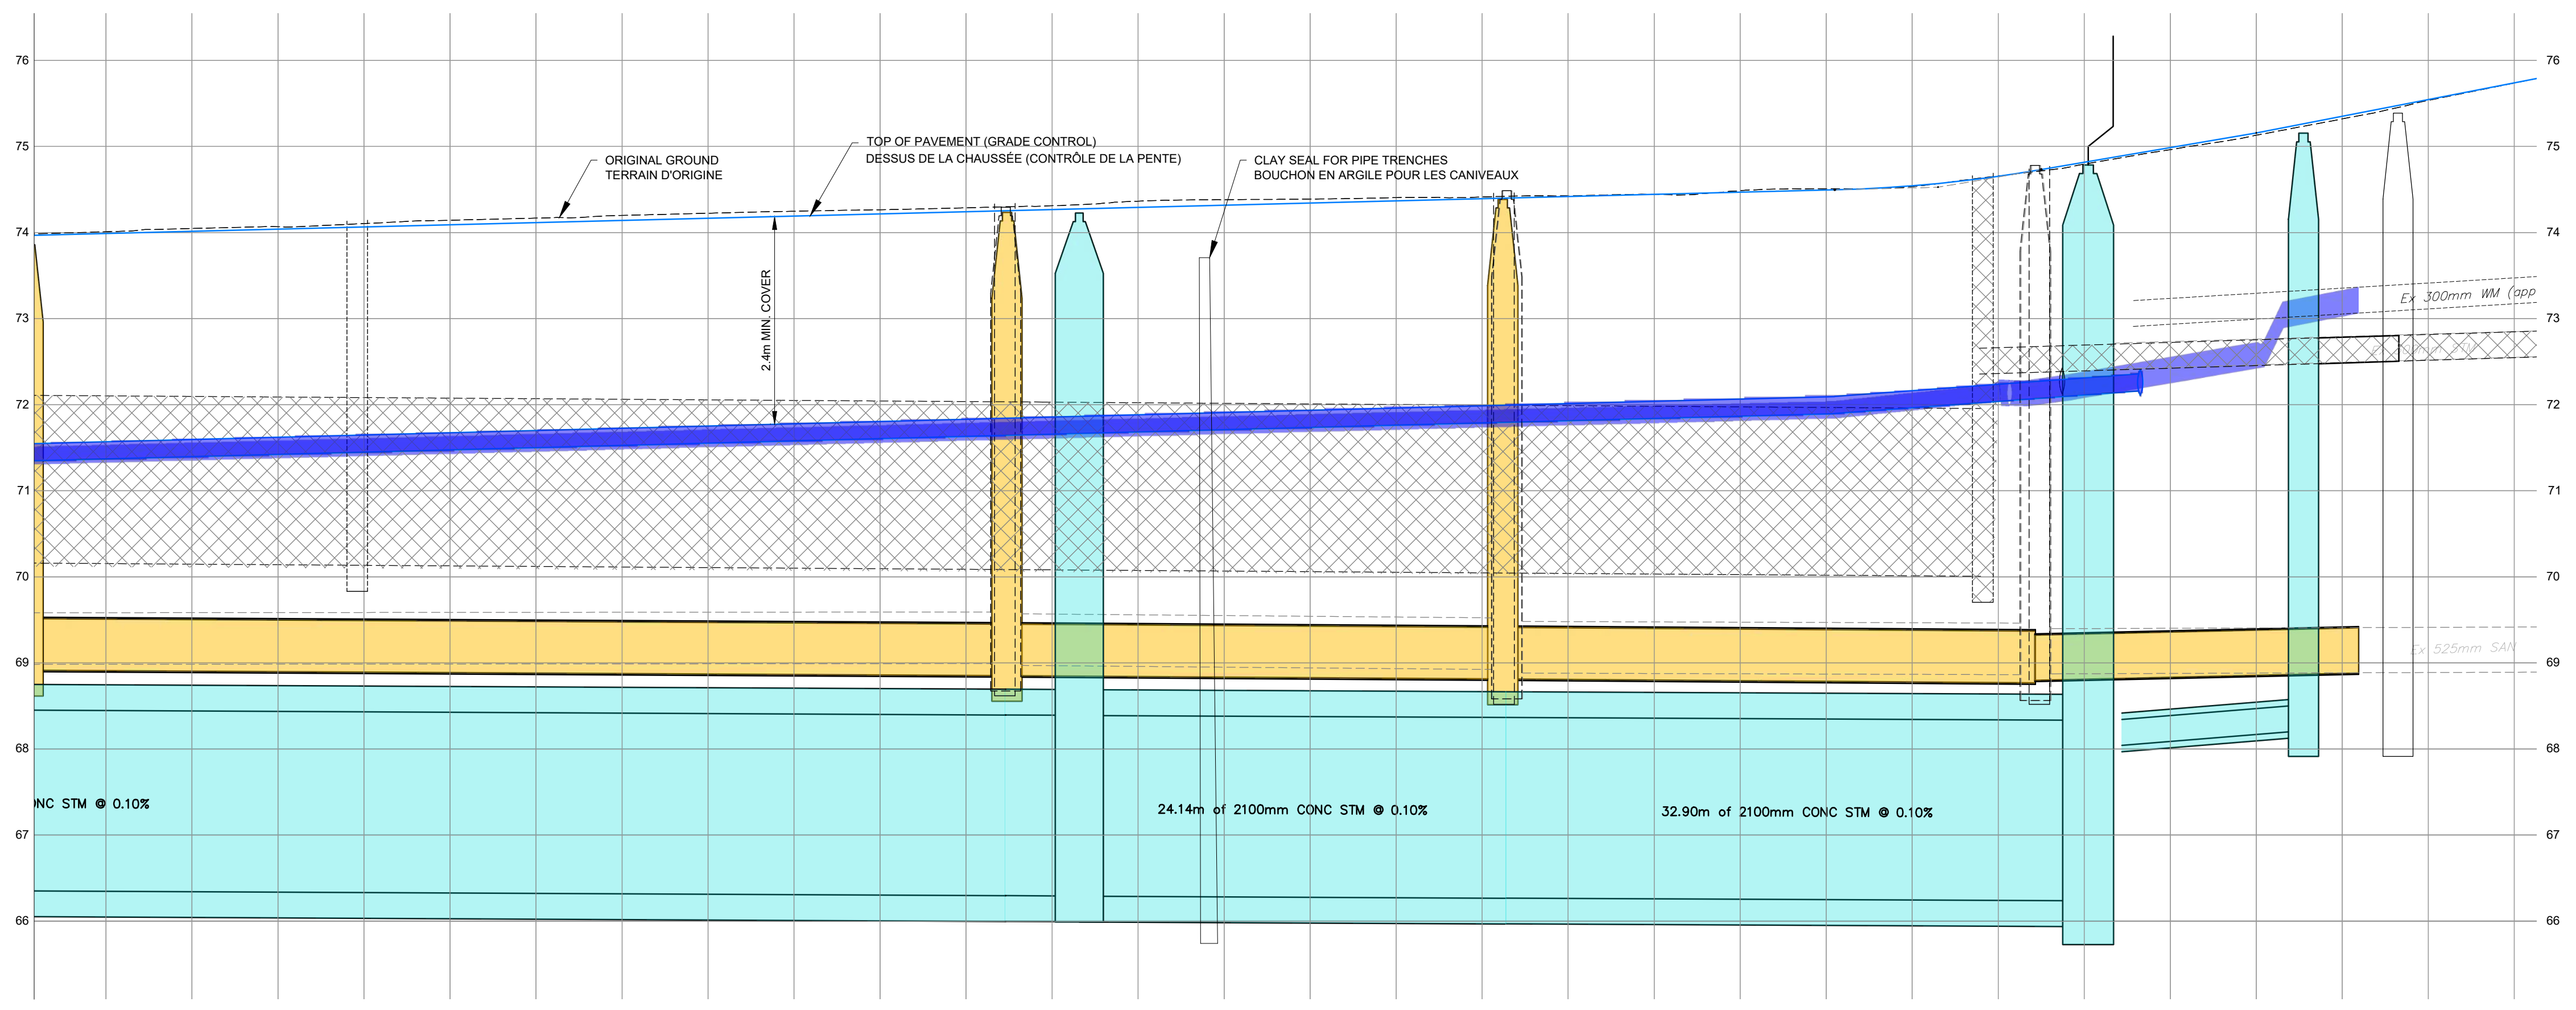 76
76
75
75
TOP OF PAVEMENT (GRADE CONTROL)
DESSUS DE LA CHAUSSÉE (CONTRÔLE DE LA PENTE)
ORIGINAL GROUND
TERRAIN D'ORIGINE
CLAY SEAL FOR PIPE TRENCHES
BOUCHON EN ARGILE POUR LES CANIVEAUX
74
74
2.4m MIN. COVER
Ex 300mm WM (app
73
73
STM
72
72
71
71
70
70
69
69
Ex 525mm SAN
68
68
ONC STM @ 0.10%
24.14m of 2100mm CONC STM @ 0.10%
32.90m of 2100mm CONC STM @ 0.10%
67
67
66
66